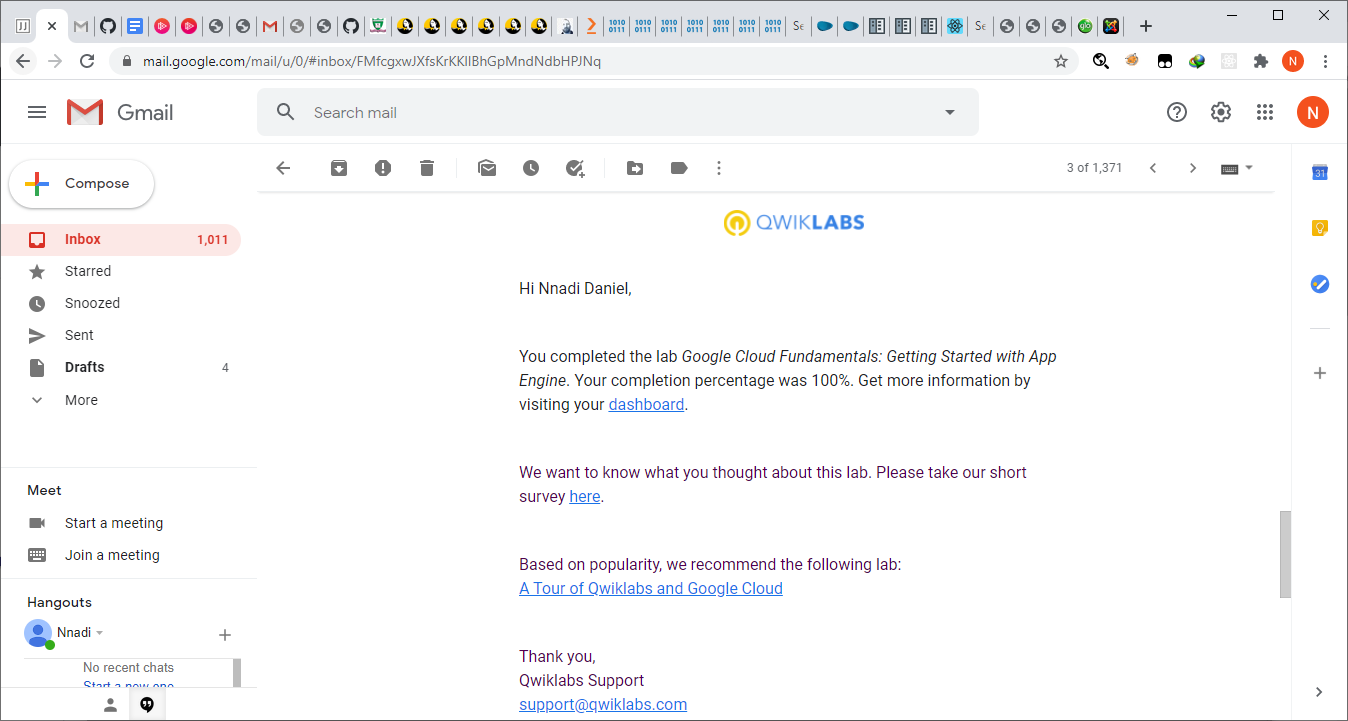 mail.google.com/mail/u/0/#inbox/FMfcgxwJXfsKrKKllBhGpMndNdbHPJNq
N
Gmail
Search mail
N
Compose
3 of 1,371
31
QWIKLABS
Inbox 1,011
Starred
Snoozed
Sent
Drafts 4
More
Hi Nnadi Daniel,
You completed the lab Google Cloud Fundamentals: Getting Started with App
Engine. Your completion percentage was 100%. Get more information by
visiting your dashboard.
We want to know what you thought about this lab. Please take our short
survey here.
Based on popularity, we recommend the following lab:
A Tour of Qwiklabs and Google Cloud
Thank you,
Qwiklabs Support
support@qwiklabs.com
Meet
Start a meeting
Join a meeting
Hangouts
Nnadi
No recent chats
Start a new one